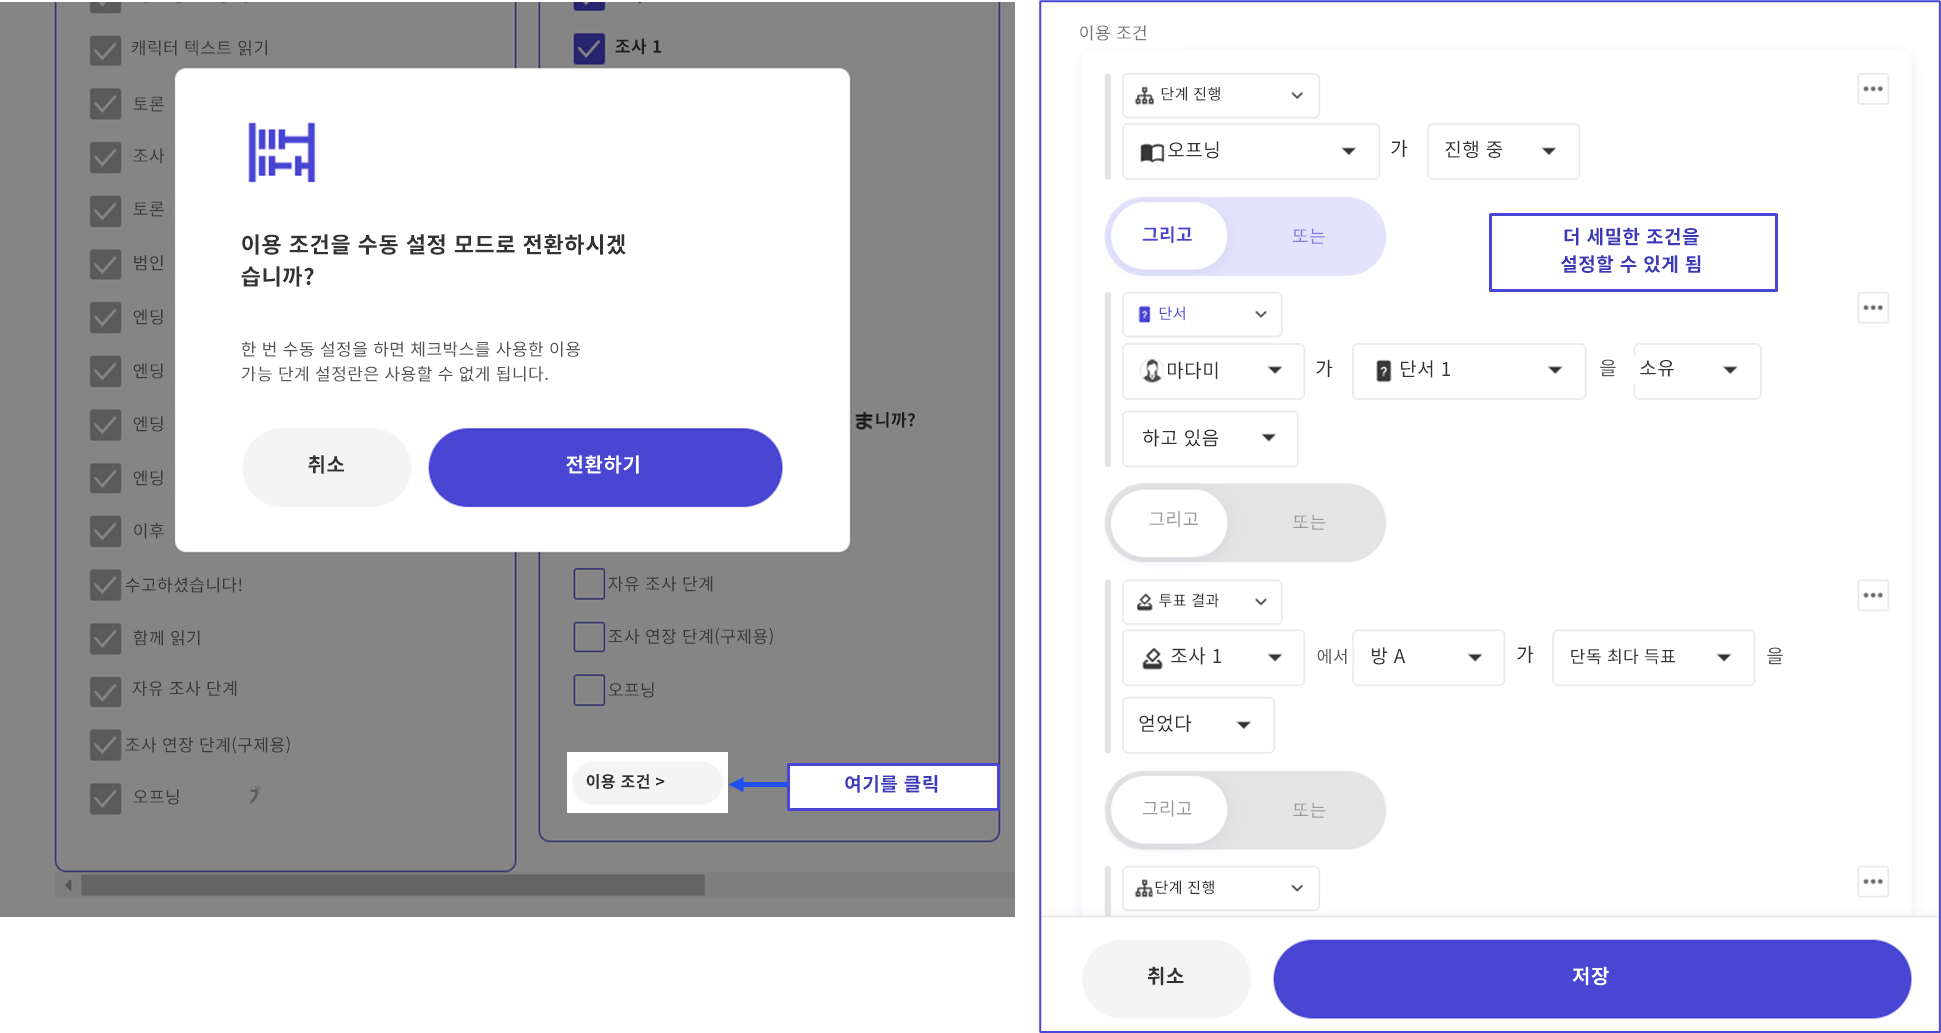 캐릭터 텍스트 읽기
토론
조사
토론
범인
엔딩
엔딩
엔딩
엔딩
이후
수고하셨습니다!
함께 읽기
자유 조사 단계
조사 연장 단계(구제용)
오프닝
조사 1
이용 조건을 수동 설정 모드로 전환하시겠
습니까?
한 번 수동 설정을 하면 체크박스를 사용한 이용
가능 단계 설정란은 사용할 수 없게 됩니다.
취소
전환하기
ま니까?
자유 조사 단계
조사 연장 단계(구제용)
오프닝
이용 조건 >
여기를 클릭
이용 조건
단계 진행
오프닝 가 진행 중
그리고 또는
더 세밀한 조건을
설정할 수 있게 됨
단서
마다미 가 단서 1 을 소유
하고 있음
그리고 또는
투표 결과
조사 1 에서 방 A 가 단독 최다 득표 을
얻었다
그리고 또는
단계 진행
취소
저장